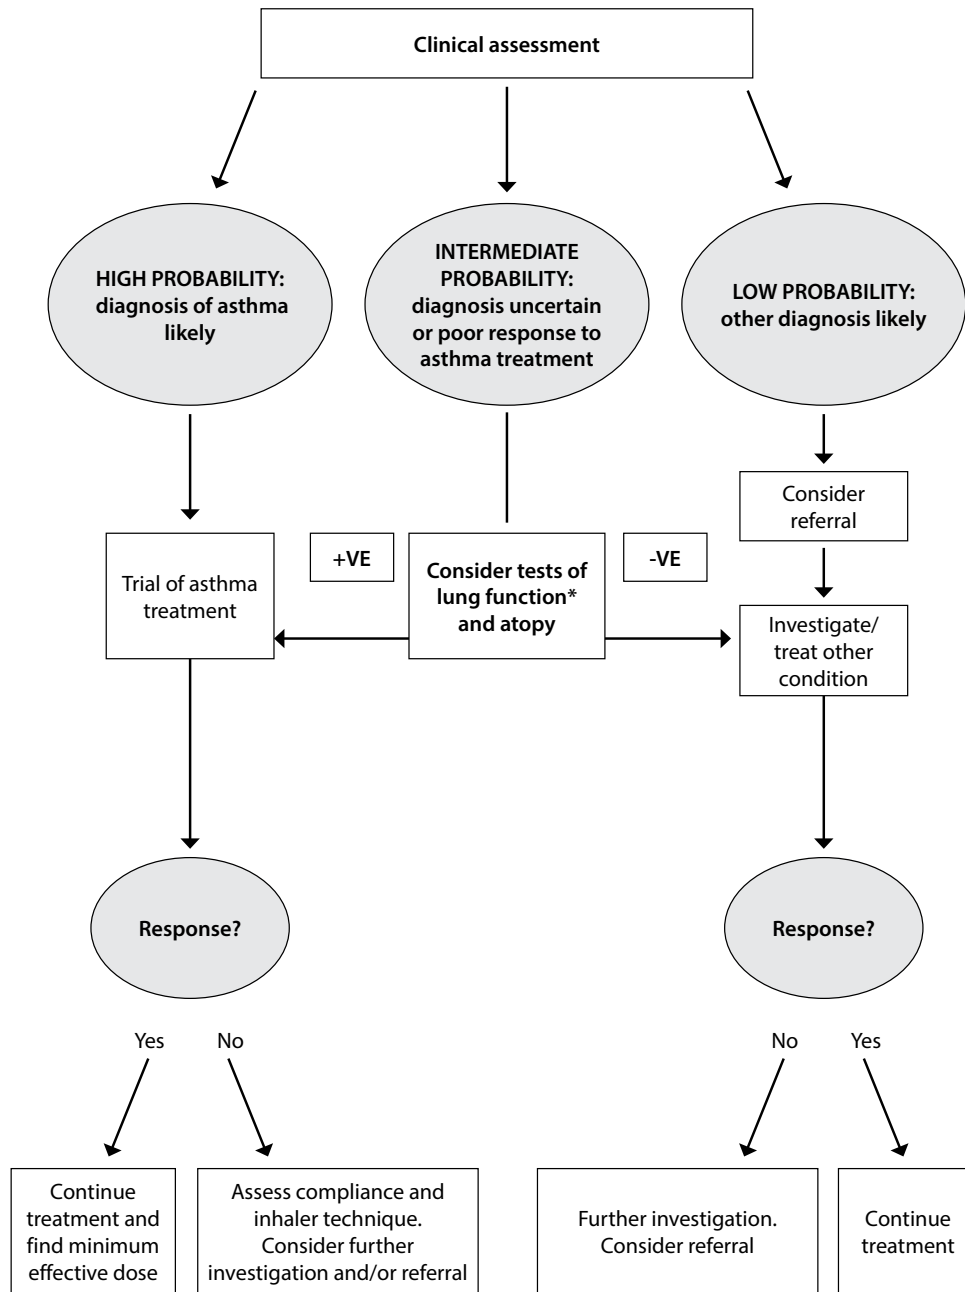 Clinical assessment
HIGH PROBABILITY:
diagnosis of asthma
likely
INTERMEDIATE
PROBABILITY:
diagnosis uncertain
or poor response to
asthma treatment
LOW PROBABILITY:
other diagnosis likely
Consider
referral
Trial of asthma
treatment
+VE
Consider tests of
lung function*
and atopy
-VE
Investigate/
treat other
condition
Response?
Response?
Yes
No
No
Yes
Continue
treatment and
find minimum
effective dose
Assess compliance and
inhaler technique.
Consider further
investigation and/or referral
Further investigation.
Consider referral
Continue
treatment